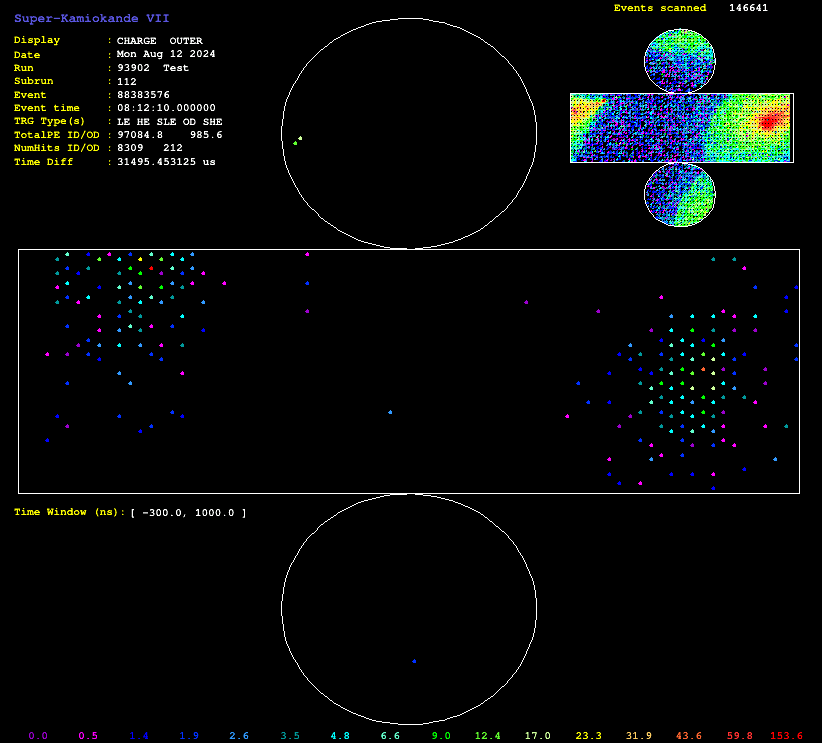 Super-Kamiokande VII
Events scanned 146641
Display : CHARGE OUTER
Date : Mon Aug 12 2024
Run : 93902 Test
Subrun : 112
Event : 88383576
Event time : 08:12:10.000000
TRG Type(s) : LE HE SLE OD SHE
TotalPE ID/OD : 97084.8 985.6
NumHits ID/OD : 8309 212
Time Diff : 31495.453125 us
Time Window (ns): [ -300.0, 1000.0 ]
0.0 0.5 1.4 1.9 2.6 3.5 4.8 6.6 9.0 12.4 17.0 23.3 31.9 43.6 59.8 153.6